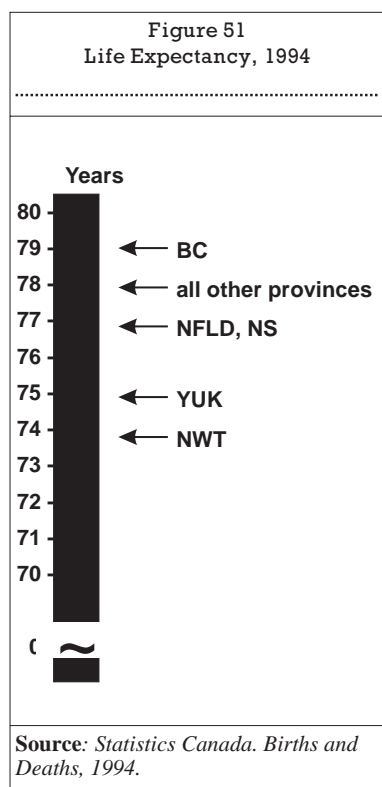 Figure 51
Life Expectancy, 1994
Years
80
79
BC
78
all other provinces
77
NFLD, NS
76
75
YUK
74
NWT
73
72
71
70
0
~
Source: Statistics Canada. Births and
Deaths, 1994.